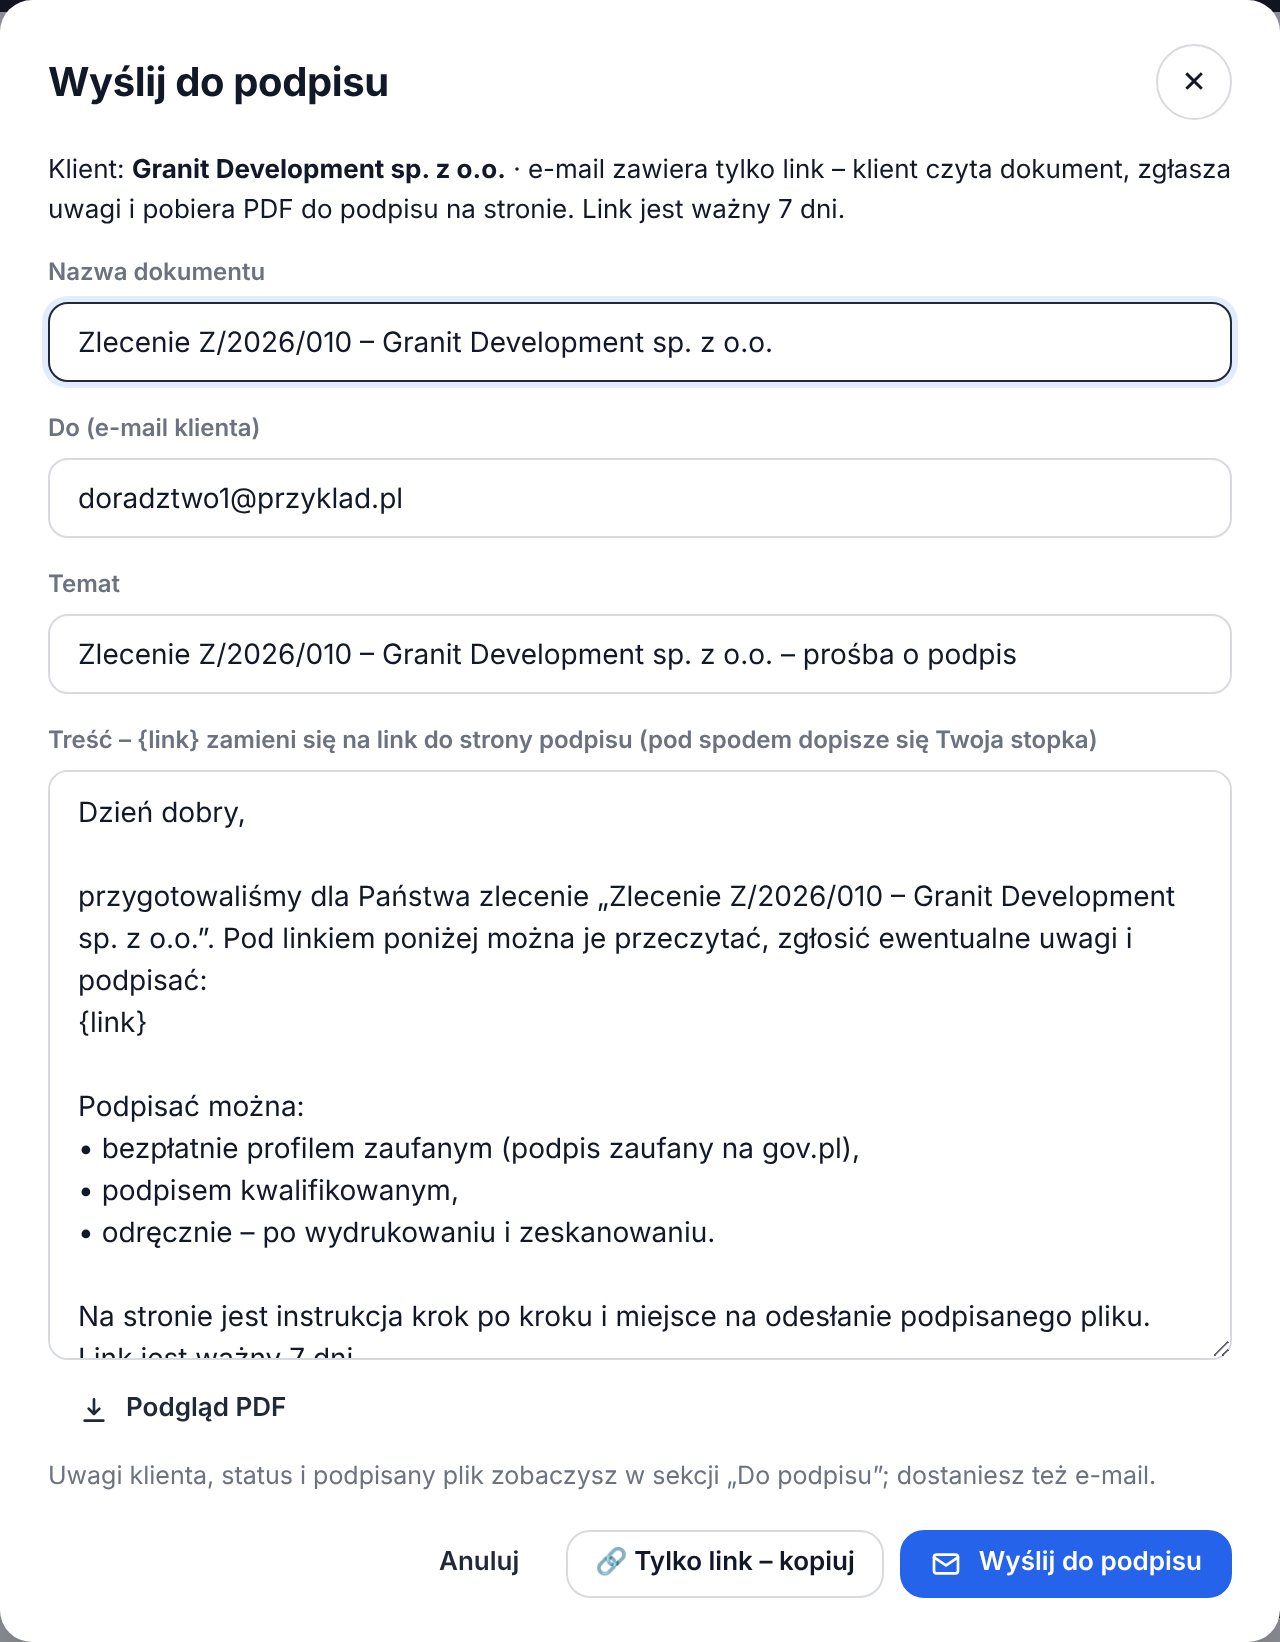 Wyślij do podpisu
Klient: Granit Development sp. z o.o. · e-mail zawiera tylko link – klient czyta dokument, zgłasza
uwagi i pobiera PDF do podpisu na stronie. Link jest ważny 7 dni.
Nazwa dokumentu
Zlecenie Z/2026/010 – Granit Development sp. z o.o.
Do (e-mail klienta)
doradztwo1@przyklad.pl
Temat
Zlecenie Z/2026/010 – Granit Development sp. z o.o. – prośba o podpis
Treść – {link} zamieni się na link do strony podpisu (pod spodem dopisze się Twoja stopka)
Dzień dobry,
przygotowaliśmy dla Państwa zlecenie „Zlecenie Z/2026/010 – Granit Development
sp. z o.o.”. Pod linkiem poniżej można je przeczytać, zgłosić ewentualne uwagi i
podpisać:
{link}
Podpisać można:
• bezpłatnie profilem zaufanym (podpis zaufany na gov.pl),
• podpisem kwalifikowanym,
• odręcznie – po wydrukowaniu i zeskanowaniu.
Na stronie jest instrukcja krok po kroku i miejsce na odesłanie podpisanego pliku.
Link jest ważny 7 dni
Podgląd PDF
Uwagi klienta, status i podpisany plik zobaczysz w sekcji „Do podpisu”; dostaniesz też e-mail.
Anuluj
Tylko link – kopiuj
Wyślij do podpisu